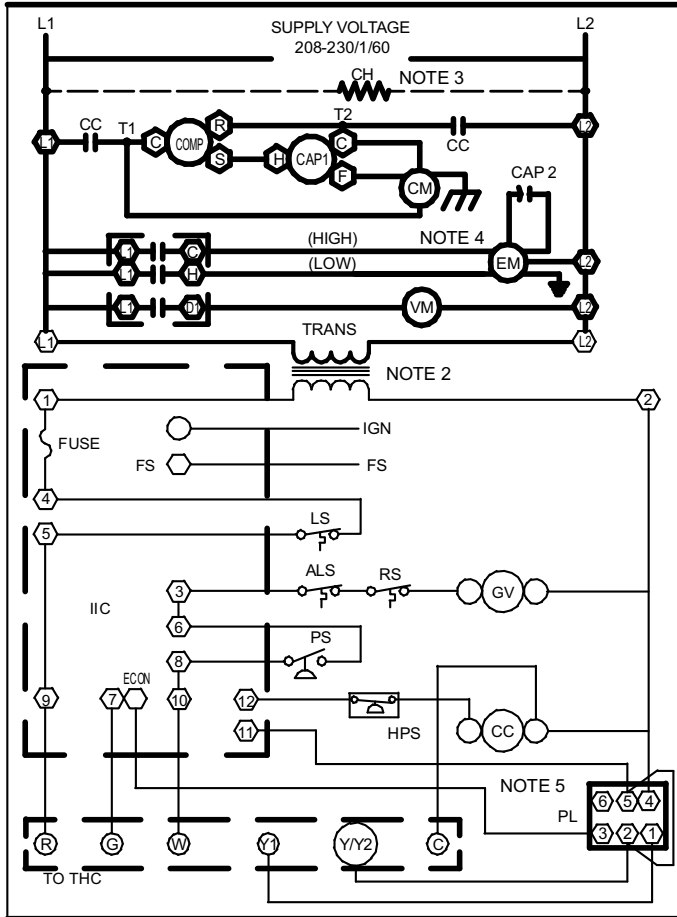 L1 SUPPLY VOLTAGE L2
208-230/1/60
CH NOTE 3
CC T1 R T2
L1 C COMP C CC L2
S H CAP1
F CM CAP 2
(HIGH) NOTE 4
L1 C
(LOW)
L1 H EM L2
L1 D1 VM L2
TRANS
L1 L2
NOTE 2
1 2
FUSE IGN
FS FS
4
LS
5
ALS RS
IIC 3 GV
6
PS
8
ECON
9 7 10 12
HPS CC
11
NOTE 5
6 5 4
PL
3 2 1
R G W Y1 Y/Y2 C
TO THC